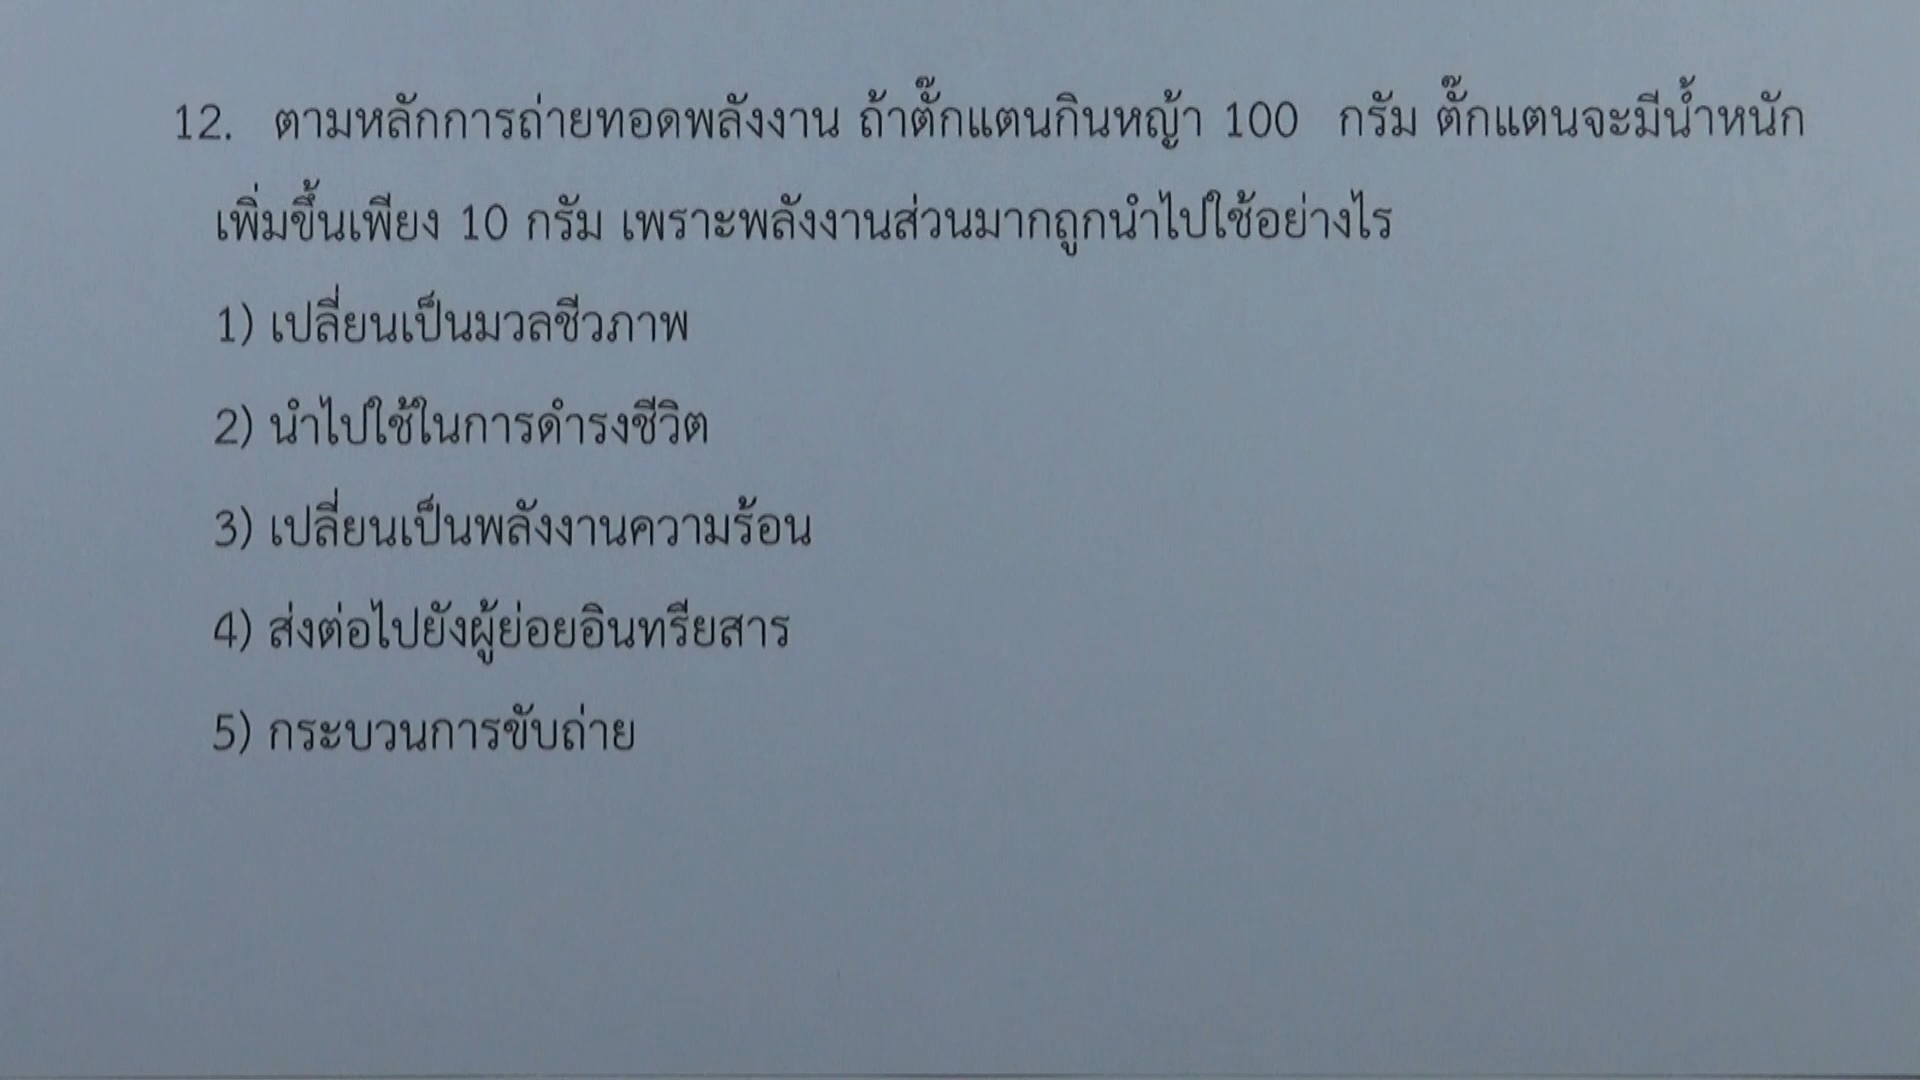 12. ตามหลักการถ่ายทอดพลังงาน ถ้าตั๊กแตนกินหญ้า 100 กรัม ตั๊กแตนจะมีน้ำหนัก
เพิ่มขึ้นเพียง 10 กรัม เพราะพลังงานส่วนมากถูกนำไปใช้อย่างไร
1) เปลี่ยนเป็นมวลชีวภาพ
2) นำไปใช้ในการดำรงชีวิต
3) เปลี่ยนเป็นพลังงานความร้อน
4) ส่งต่อไปยังผู้ย่อยอินทรียสาร
5) กระบวนการขับถ่าย